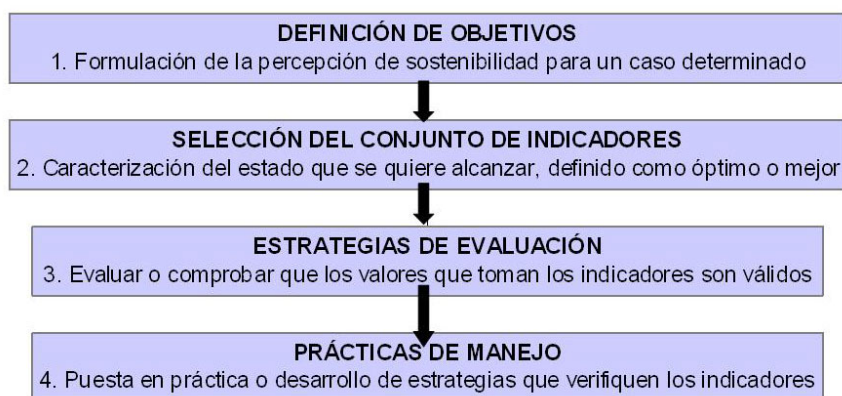 DEFINICIÓN DE OBJETIVOS
1. Formulación de la percepción de sostenibilidad para un caso determinado
SELECCIÓN DEL CONJUNTO DE INDICADORES
2. Caracterización del estado que se quiere alcanzar, definido como óptimo o mejor
ESTRATEGIAS DE EVALUACIÓN
3. Evaluar o comprobar que los valores que toman los indicadores son válidos
PRÁCTICAS DE MANEJO
4. Puesta en práctica o desarrollo de estrategias que verifiquen los indicadores